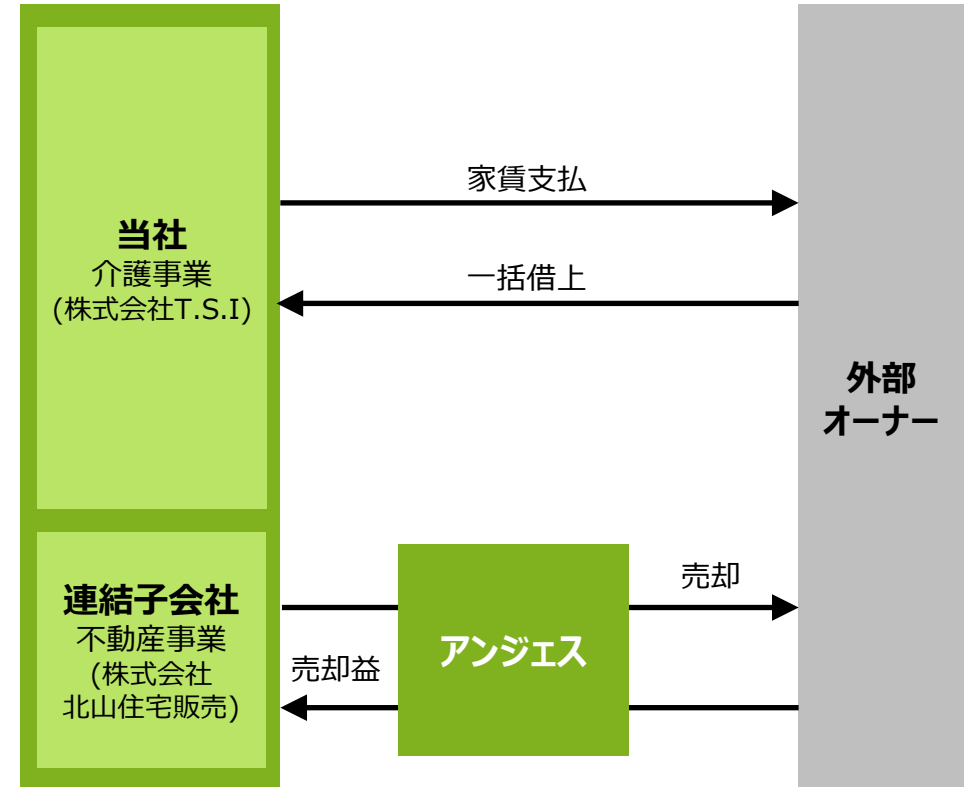 家賃支払
当社
介護事業
(株式会社T.S.I)
一括借上
外部
オーナー
連結子会社
不動産事業
(株式会社
北山住宅販売)
売却益
アンジェス
売却